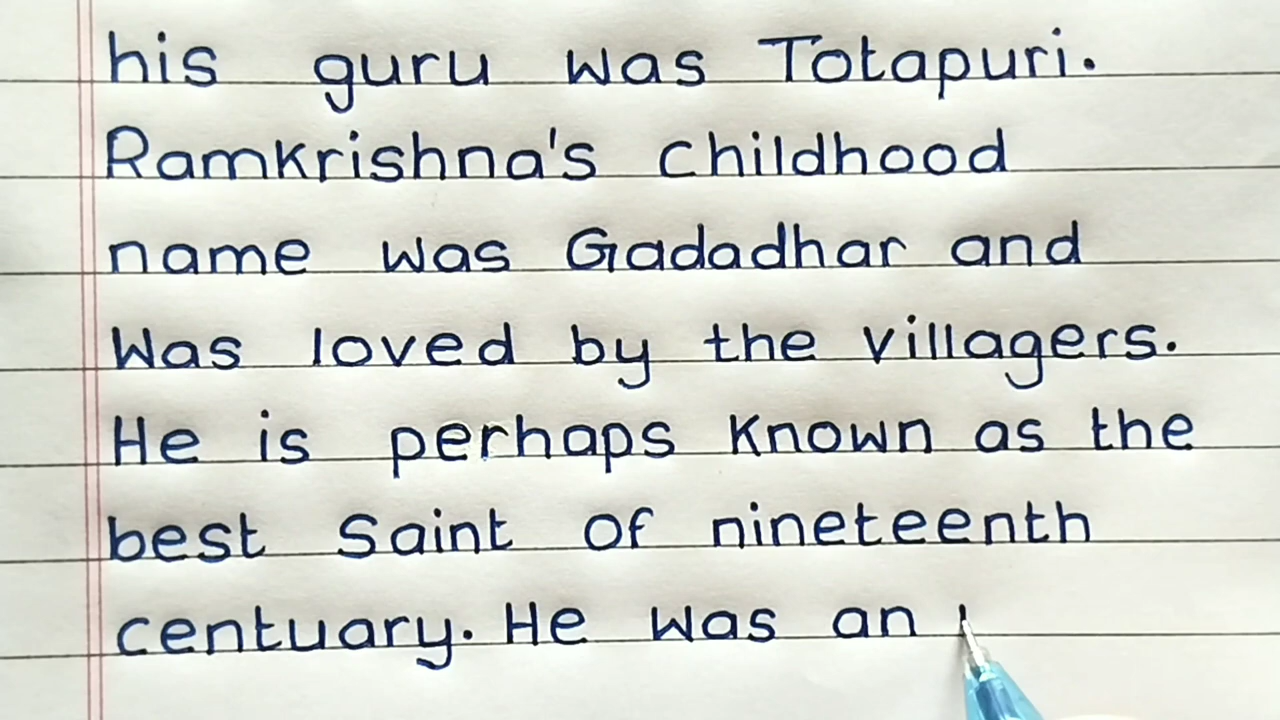 his guru was Totapuri.
Ramkrishna's childhood
name was Gadadhar and
was loved by the villagers.
He is perhaps known as the
best Saint of nineteenth
centuary. He was an